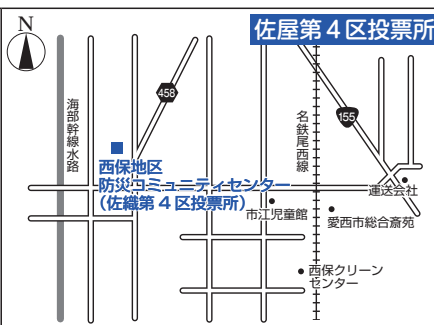 佐屋第4区投票所
N
458
155
海部幹線水路
名鉄尾西線
西保地区
防災コミュニティセンター
(佐織第4区投票所)
運送会社
市江児童館
愛西市総合斎苑
西保クリーン
センター